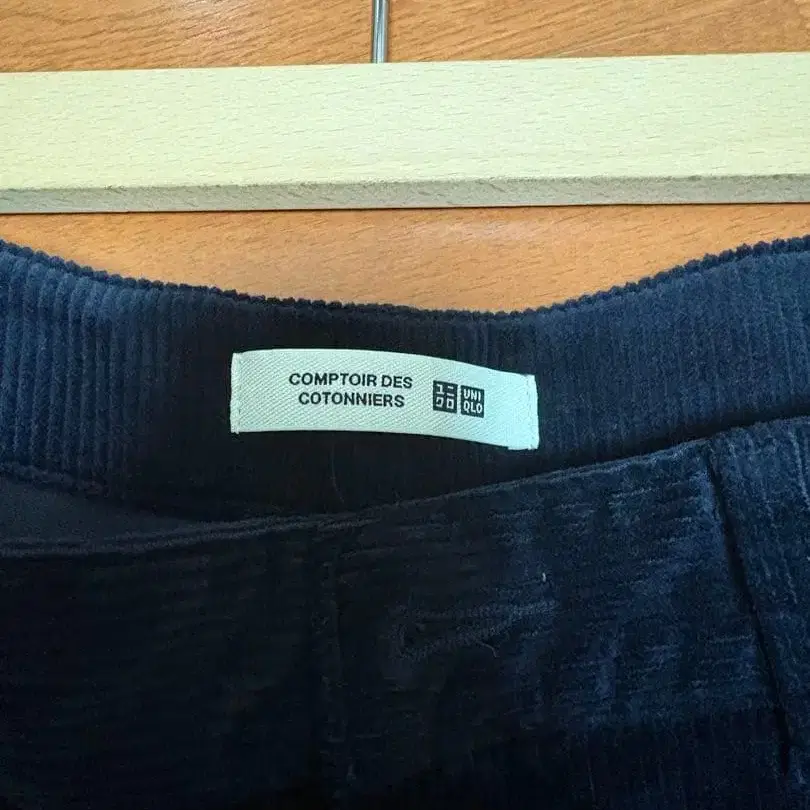 COMPTOIR DES
COTONNIERS
ユニ
クロ
UNI
QLO